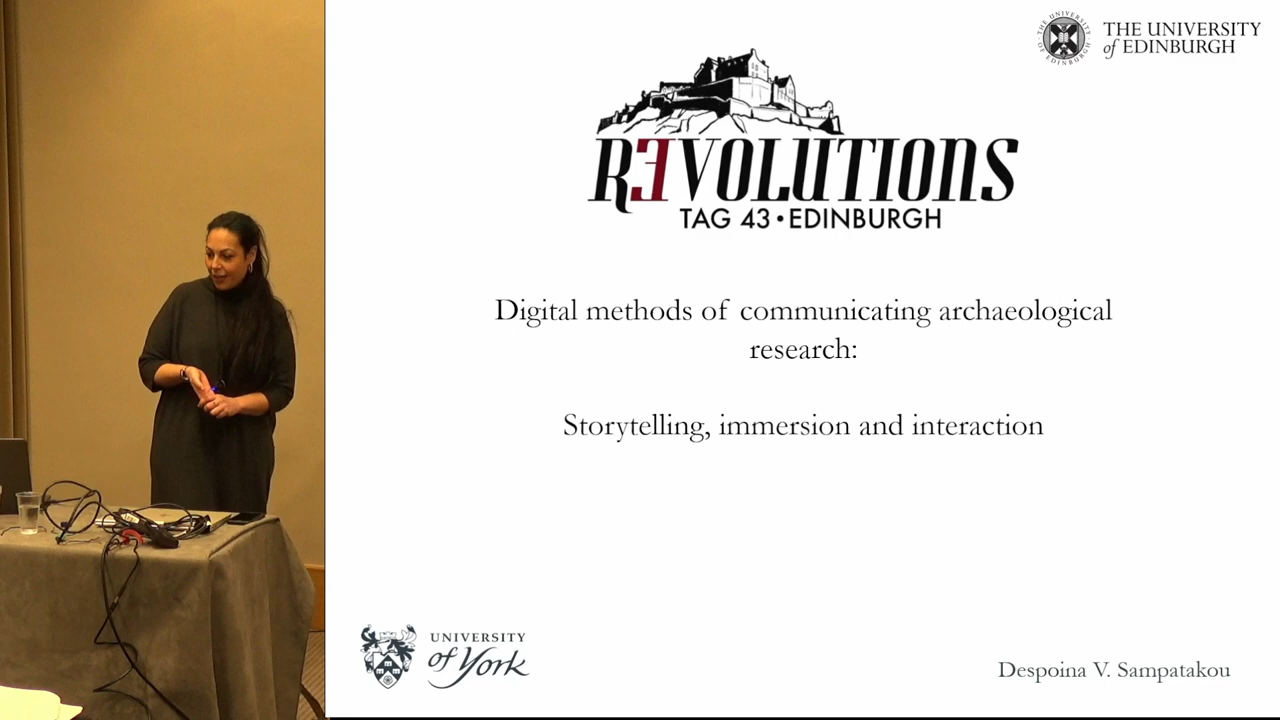 THE UNIVERSITY
of EDINBURGH
REVOLUTIONS
TAG 43 • EDINBURGH
Digital methods of communicating archaeological
research:
Storytelling, immersion and interaction
UNIVERSITY
of York
Despoina V. Sampatakou